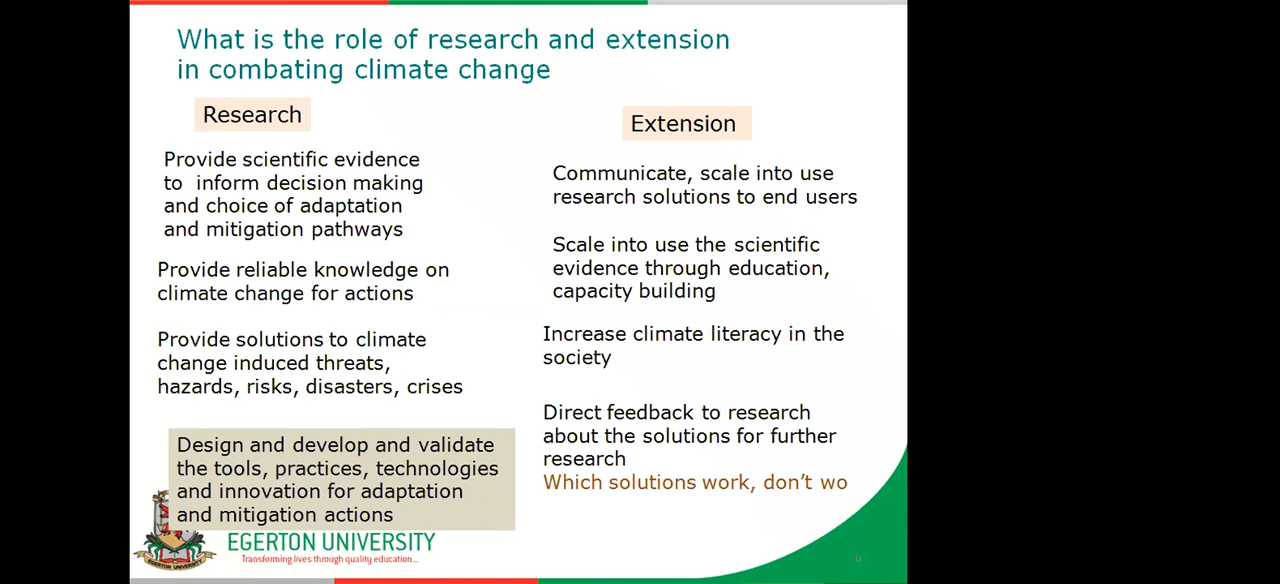 What is the role of research and extension
in combating climate change
Research
Provide scientific evidence
to inform decision making
and choice of adaptation
and mitigation pathways
Provide reliable knowledge on
climate change for actions
Provide solutions to climate
change induced threats,
hazards, risks, disasters, crises
Design and develop and validate
the tools, practices, technologies
and innovation for adaptation
and mitigation actions
Extension
Communicate, scale into use
research solutions to end users
Scale into use the scientific
evidence through education,
capacity building
Increase climate literacy in the
society
Direct feedback to research
about the solutions for further
research
Which solutions work, don’t wo
EGERTON UNIVERSITY
EGERTON UNIVERSITY
Transforming lives through quality education...
6